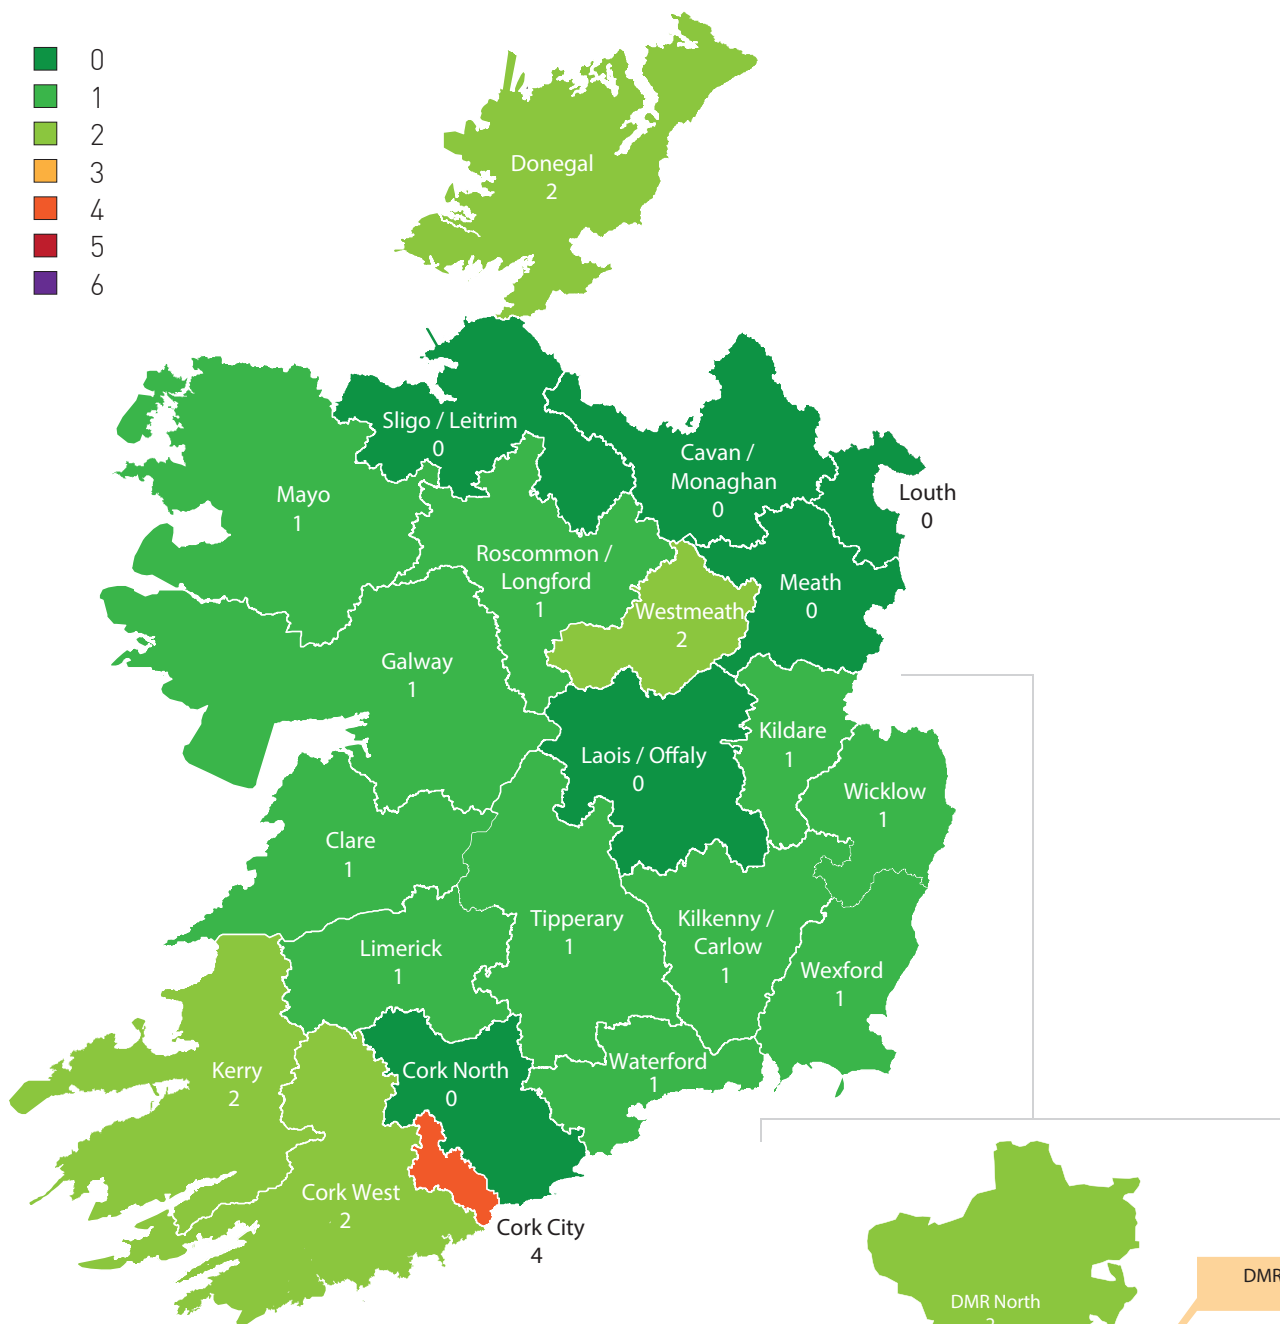 0
1
2
3
4
5
6
Donegal
2
Sligo / Leitrim
0
Cavan /
Monaghan
0
Louth
0
Mayo
1
Roscommon /
Longford
1
Westmeath
2
Meath
0
Galway
1
Kildare
1
Laois / Offaly
0
Wicklow
1
Clare
1
Tipperary
1
Kilkenny /
Carlow
1
Limerick
1
Wexford
1
Kerry
2
Cork North
0
Waterford
1
Cork West
2
Cork City
4
DMR
DMR North